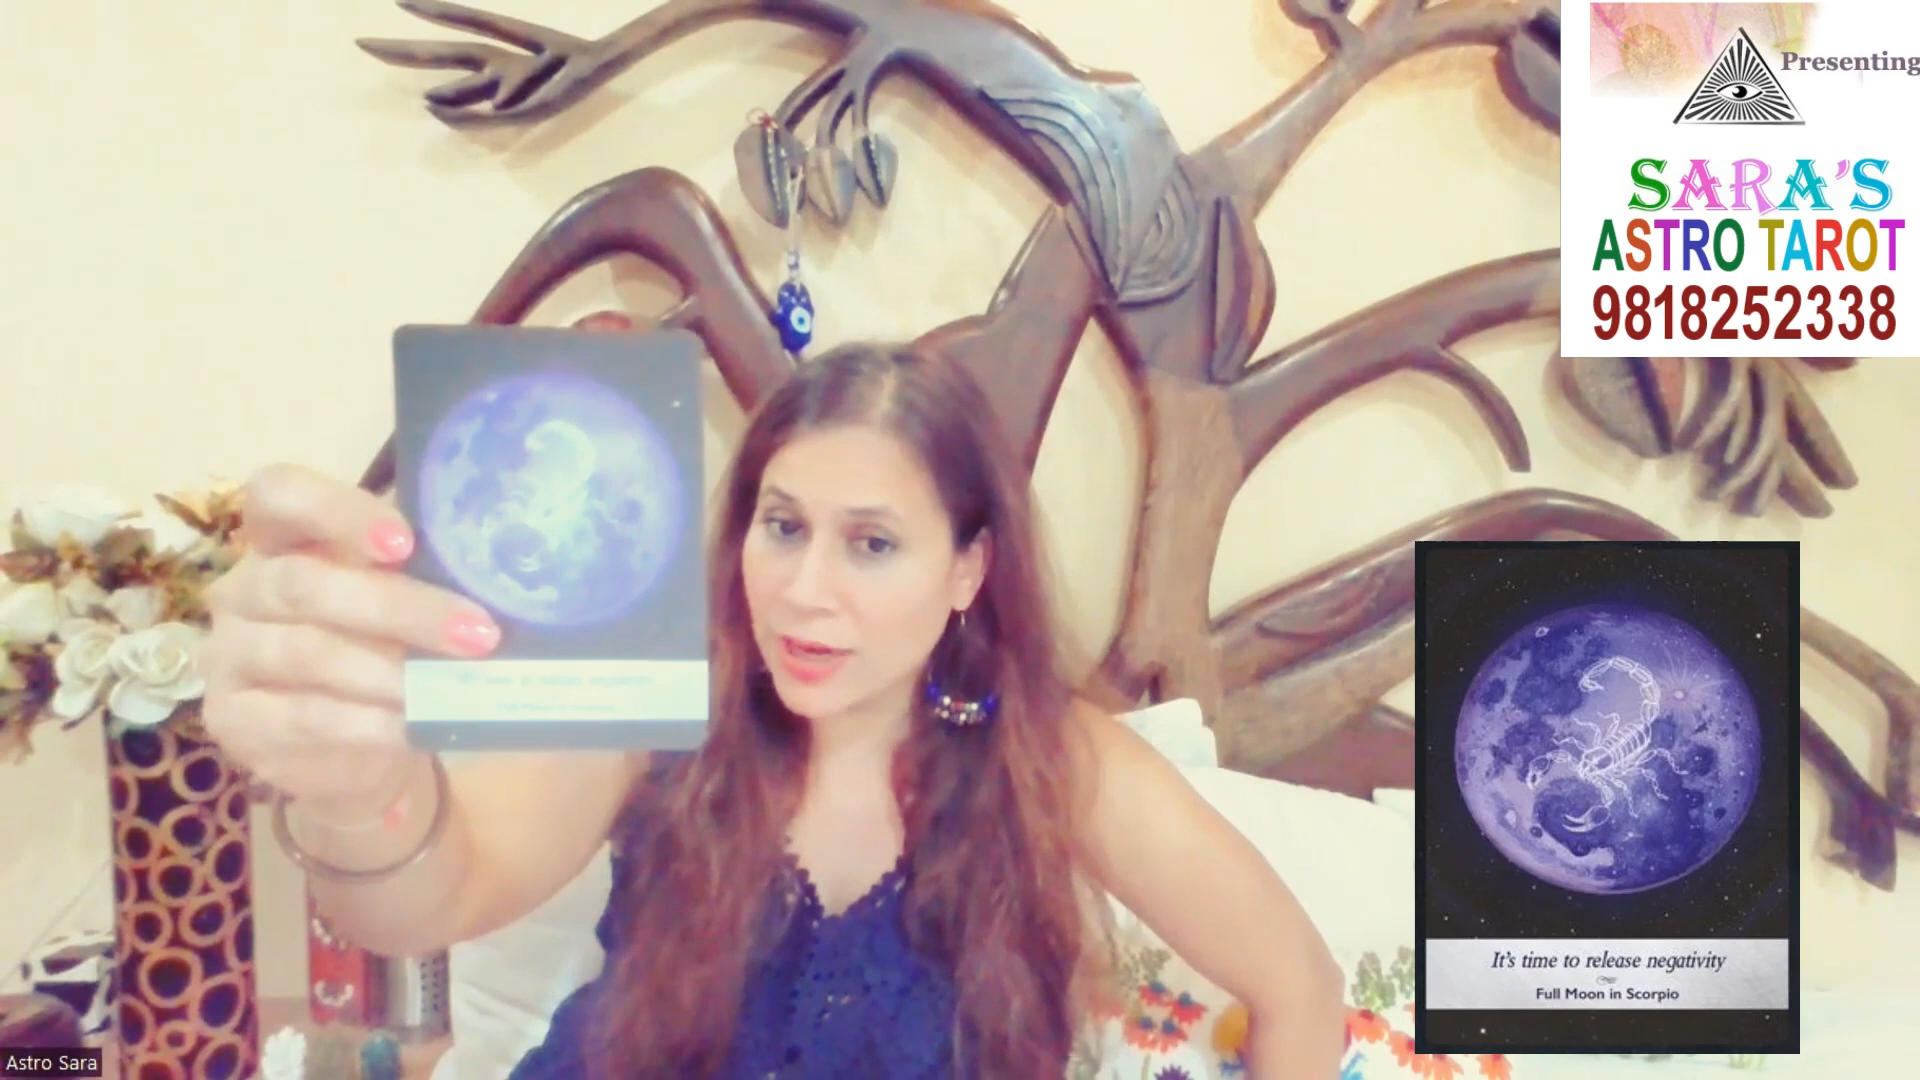 Presenting
SARA'S
ASTRO TAROT
9818252338
It's time to release negativity
Full Moon in Scorpio
Astro Sara